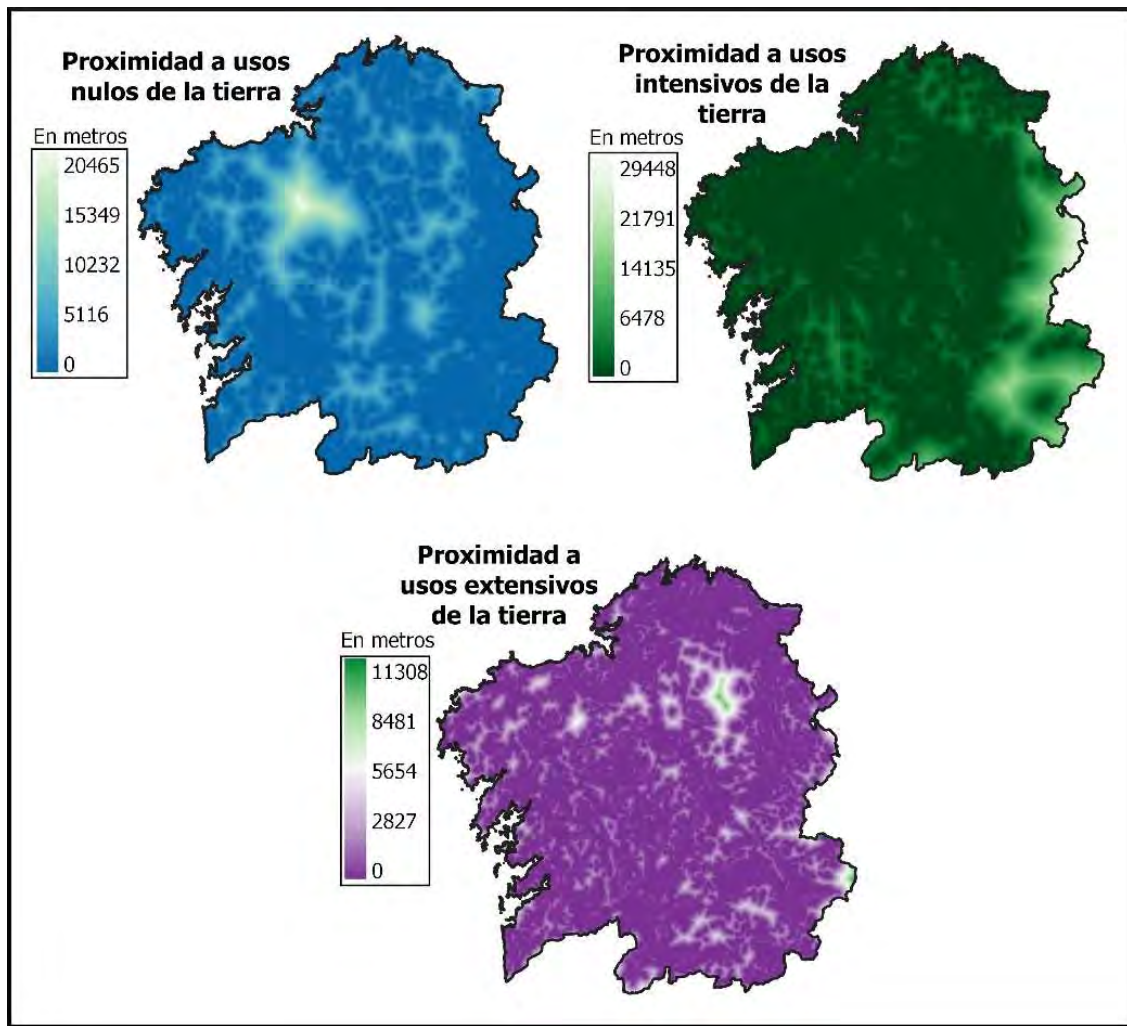 Proximidad a usos
nulos de la tierra
En metros
20465
15349
10232
5116
0
Proximidad a usos
intensivos de la
tierra
En metros
29448
21791
14135
6478
0
Proximidad a
usos extensivos
de la tierra
En metros
11308
8481
5654
2827
0